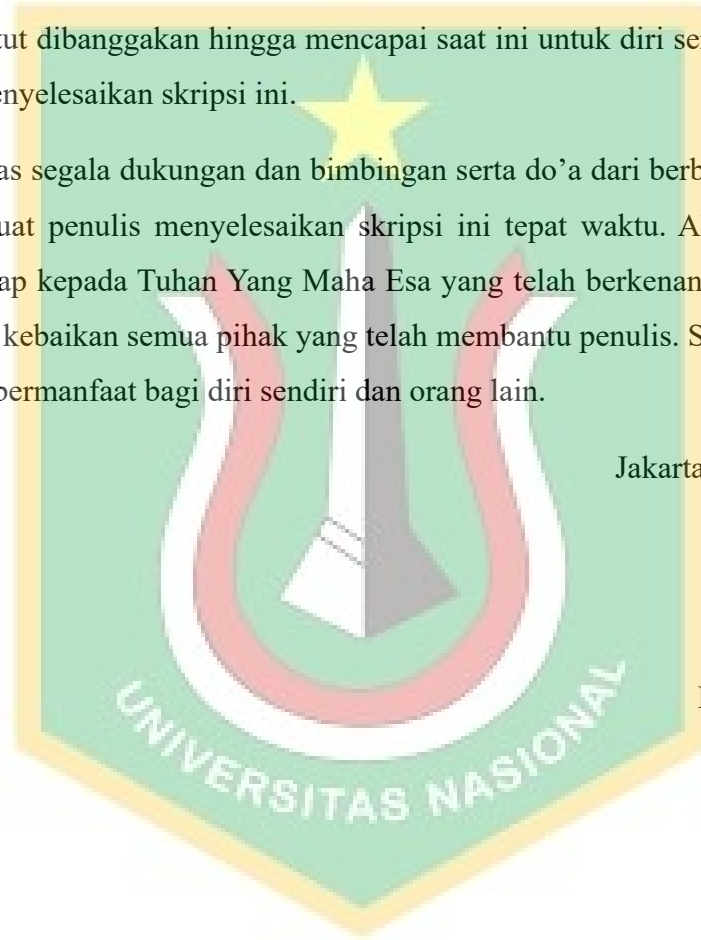 tut dibanggakan hingga mencapai saat ini untuk diri se
enyelesaikan skripsi ini.
as segala dukungan dan bimbingan serta do’a dari berb
uat penulis menyelesaikan skripsi ini tepat waktu. A
ap kepada Tuhan Yang Maha Esa yang telah berkenan
kebaikan semua pihak yang telah membantu penulis. S
bermanfaat bagi diri sendiri dan orang lain.
Jakarta
UNIVERSITAS NASIONAL